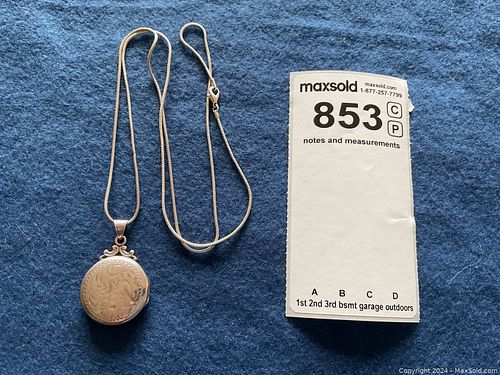 maxsold maxsold.com
1-877-257-7799
853 C
P
notes and measurements
A B C D
1st 2nd 3rd bsmt garage outdoors
Copyright 2024 - MaxSold.com